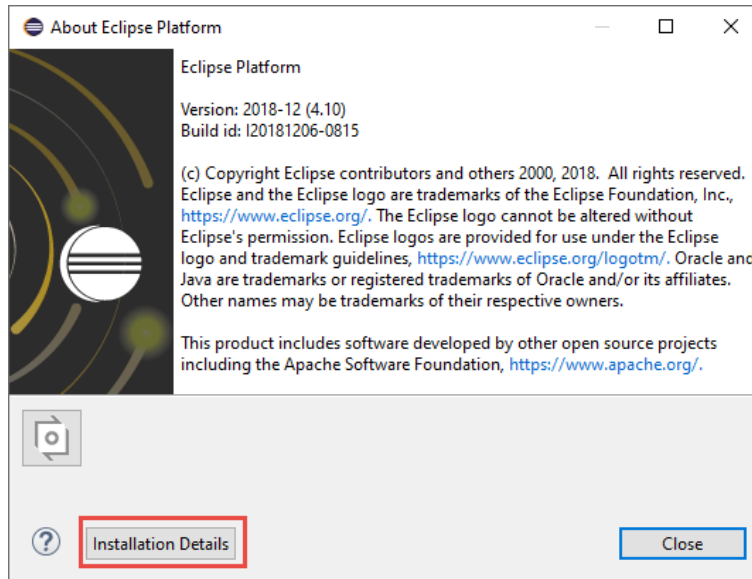 About Eclipse Platform
Eclipse Platform
Version: 2018-12 (4.10)
Build id: I20181206-0815
(c) Copyright Eclipse contributors and others 2000, 2018.  All rights reserved.
Eclipse and the Eclipse logo are trademarks of the Eclipse Foundation, Inc.,
https://www.eclipse.org/. The Eclipse logo cannot be altered without
Eclipse's permission. Eclipse logos are provided for use under the Eclipse
logo and trademark guidelines, https://www.eclipse.org/logotm/. Oracle and
Java are trademarks or registered trademarks of Oracle and/or its affiliates.
Other names may be trademarks of their respective owners.
This product includes software developed by other open source projects
including the Apache Software Foundation, https://www.apache.org/.
? Installation Details Close